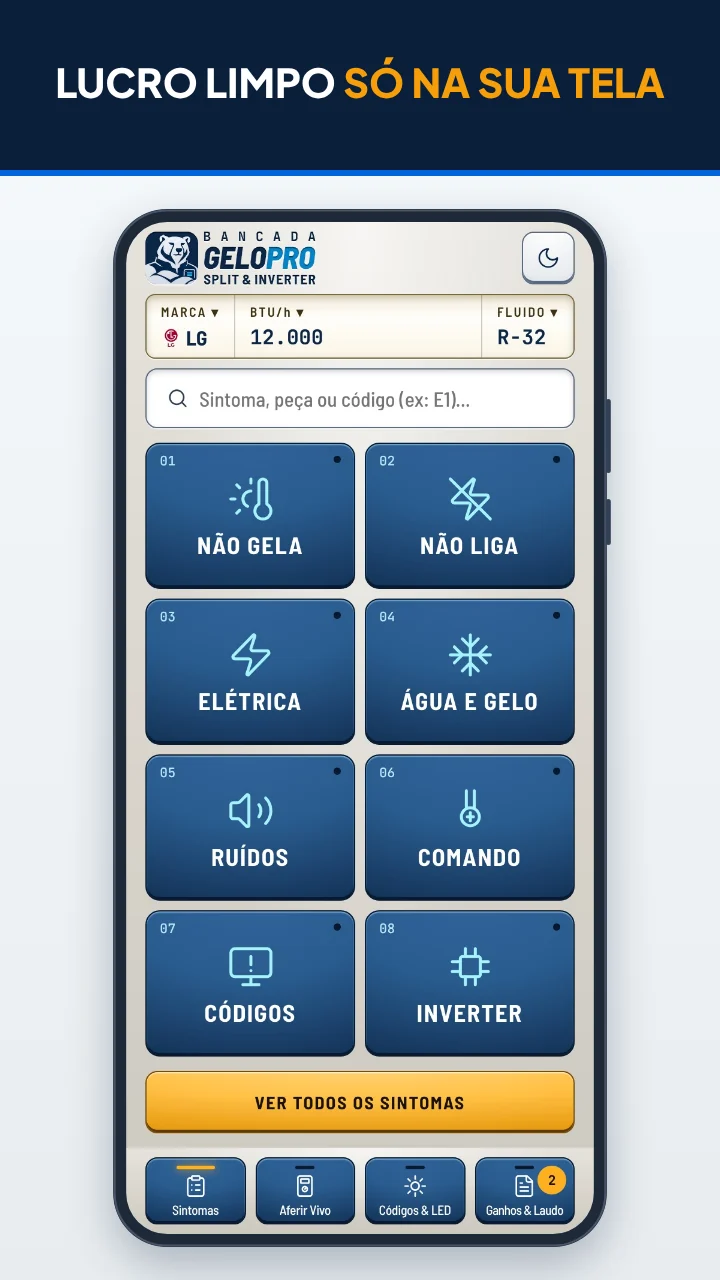 LUCRO LIMPO SÓ NA SUA TELA
BANCADA
GELOPRO
SPLIT & INVERTER
MARCA ▾
LG LG
BTU/h ▾
12.000
FLUIDO ▾
R-32
Sintoma, peça ou código (ex: E1)...
01
NÃO GELA
02
NÃO LIGA
03
ELÉTRICA
04
ÁGUA E GELO
05
RUÍDOS
06
COMANDO
07
CÓDIGOS
08
INVERTER
VER TODOS OS SINTOMAS
Sintomas
Aferir Vivo
Códigos & LED
2
Ganhos & Laudo